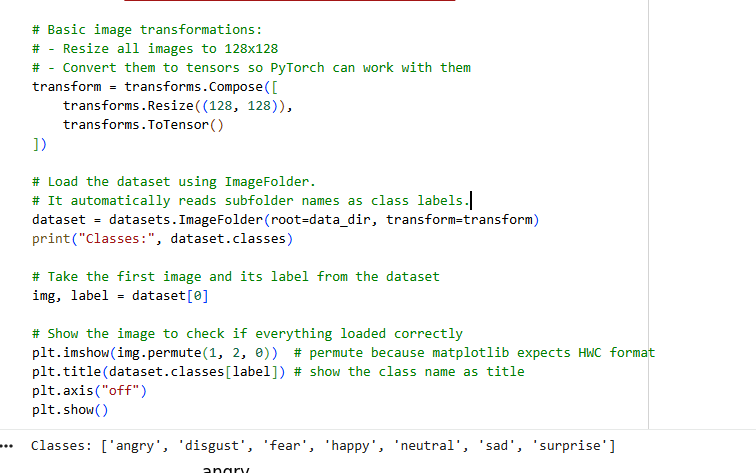 # Basic image transformations:
# - Resize all images to 128x128
# - Convert them to tensors so PyTorch can work with them
transform = transforms.Compose([
    transforms.Resize((128, 128)),
    transforms.ToTensor()
])
# Load the dataset using ImageFolder.
# It automatically reads subfolder names as class labels.
dataset = datasets.ImageFolder(root=data_dir, transform=transform)
print("Classes:", dataset.classes)
# Take the first image and its label from the dataset
img, label = dataset[0]
# Show the image to check if everything loaded correctly
plt.imshow(img.permute(1, 2, 0))  # permute because matplotlib expects HWC format
plt.title(dataset.classes[label]) # show the class name as title
plt.axis("off")
plt.show()
Classes: ['angry', 'disgust', 'fear', 'happy', 'neutral', 'sad', 'surprise']
angry